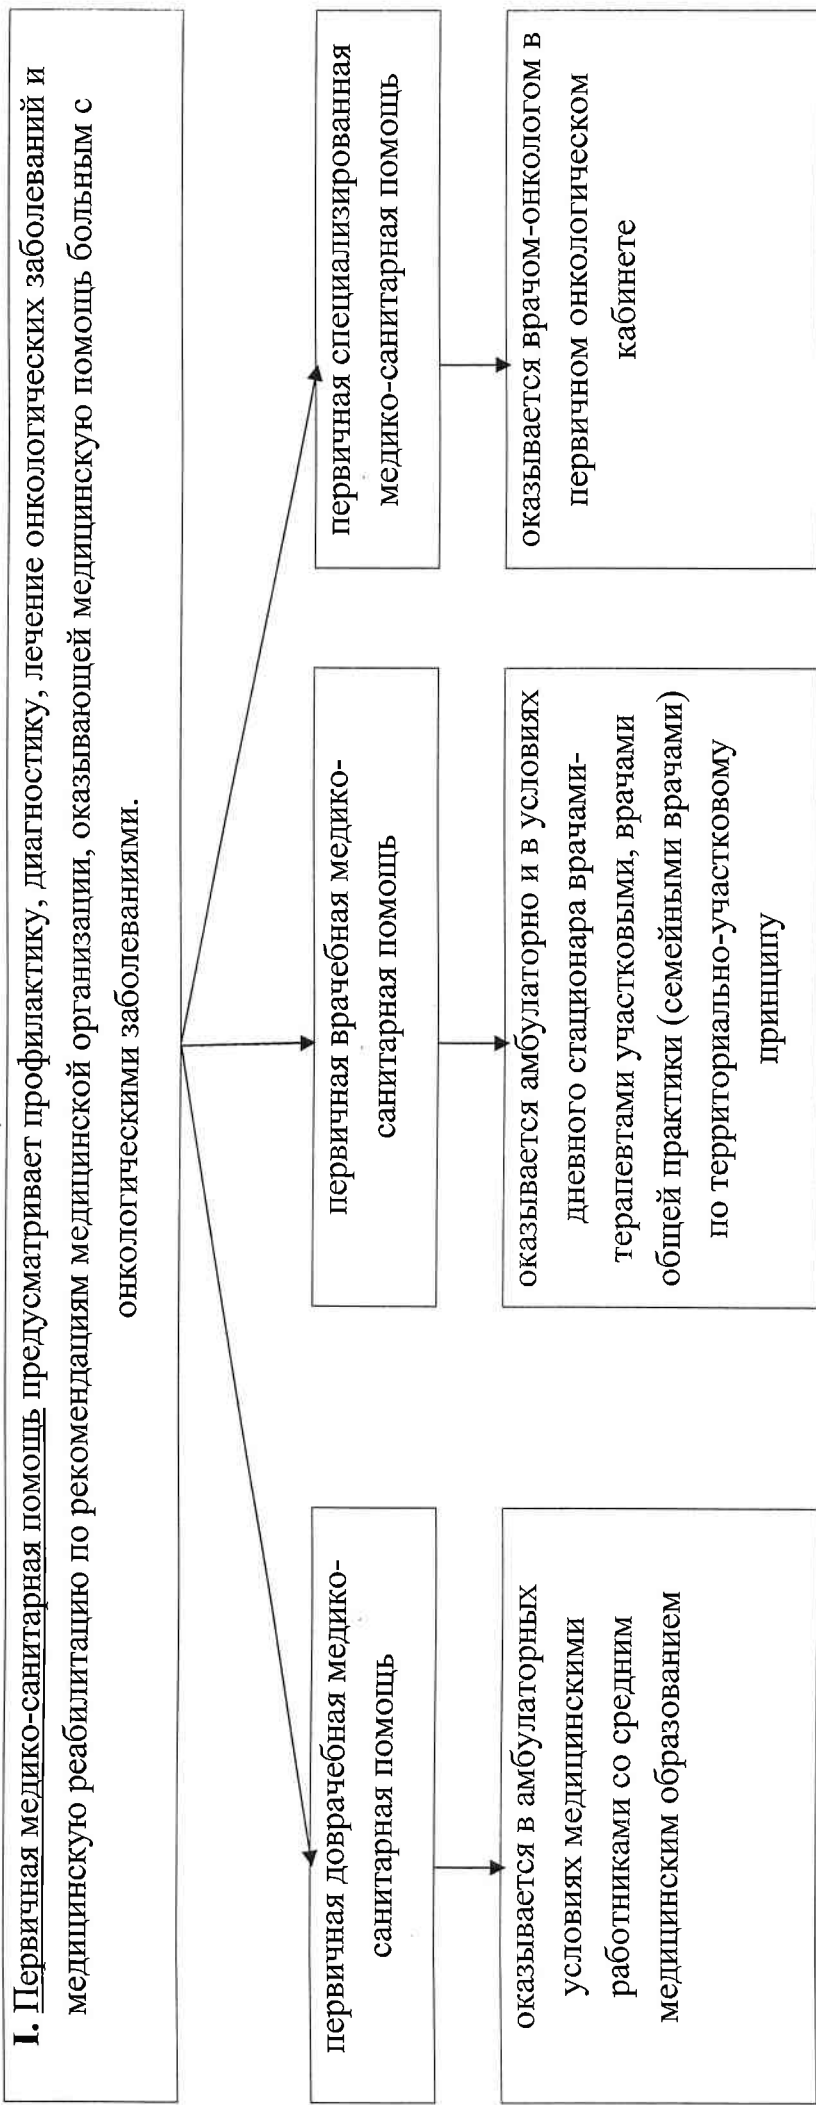 I. Первичная медико-санитарная помощь предусматривает профилактику, диагностику, лечение онкологических заболеваний и
медицинскую реабилитацию по рекомендациям медицинской организации, оказывающей медицинскую помощь больным с
онкологическими заболеваниями.
первичная доврачебная медико-
санитарная помощь
первичная врачебная медико-
санитарная помощь
первичная специализированная
медико-санитарная помощь
оказывается в амбулаторных
условиях медицинскими
работниками со средним
медицинским образованием
оказывается амбулаторно и в условиях
дневного стационара врачами-
терапевтами участковыми, врачами
общей практики (семейными врачами)
по территориально-участковому
принципу
оказывается врачом-онкологом в
первичном онкологическом
кабинете